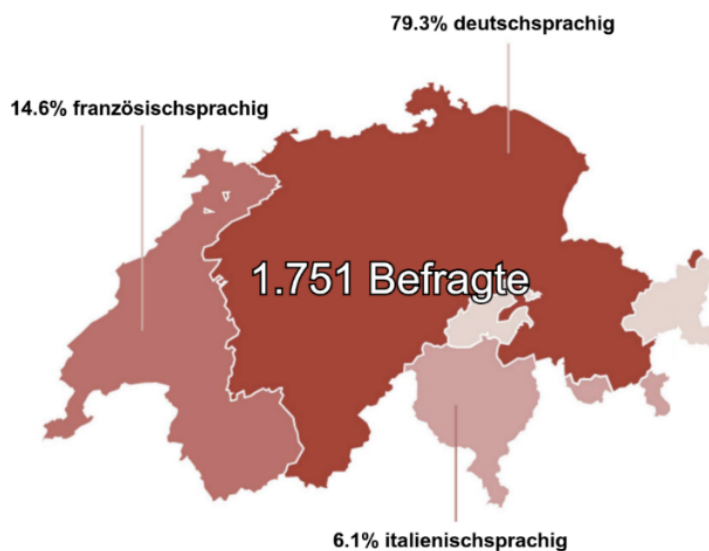 79.3% deutschsprachig
14.6% französischsprachig
1.751 Befragte
6.1% italienischsprachig